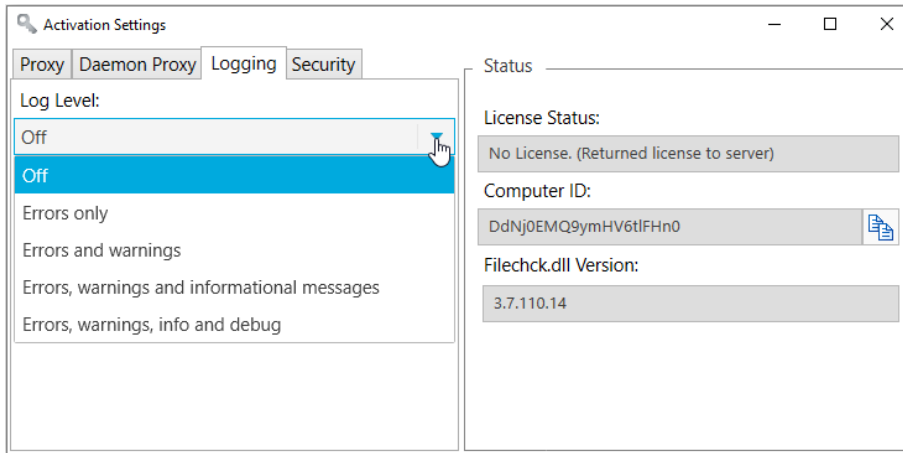 Activation Settings
Proxy Daemon Proxy Logging Security
Log Level:
Off
Off
Errors only
Errors and warnings
Errors, warnings and informational messages
Errors, warnings, info and debug
Status
License Status:
No License. (Returned license to server)
Computer ID:
DdNj0EMQ9ymHV6tlFHn0
Filechck.dll Version:
3.7.110.14